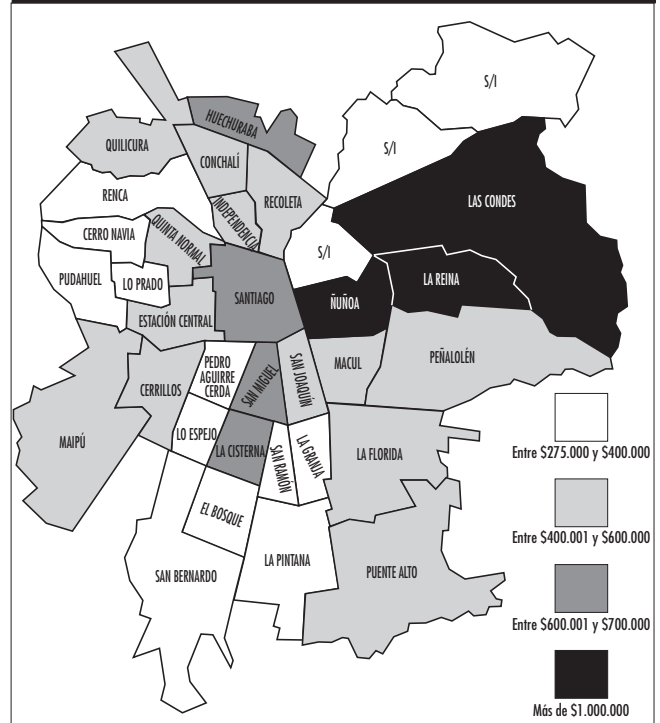 S/I
HUECHURABA
S/I
QUILICURA
CONCHALÍ
RENCA
INDEPENDENCIA
RECOLETA
LAS CONDES
CERRO NAVIA
QUINTA NORMAL
S/I
PUDAHUEL
LO PRADO
LA REINA
SANTIAGO
ÑUÑOA
ESTACIÓN CENTRAL
PEÑALOLÉN
PEDRO
AGUIRRE
CERDA
SAN MIGUEL
SAN JOAQUÍN
MACUL
CERRILLOS
MAIPÚ
LO ESPEJO
LA CISTERNA
SAN RAMÓN
LA GRANJA
LA FLORIDA
Entre $275.000 y $400.000
EL BOSQUE
LA PINTANA
SAN BERNARDO
PUENTE ALTO
Entre $400.001 y $600.000
Entre $600.001 y $700.000
Más de $1.000.000